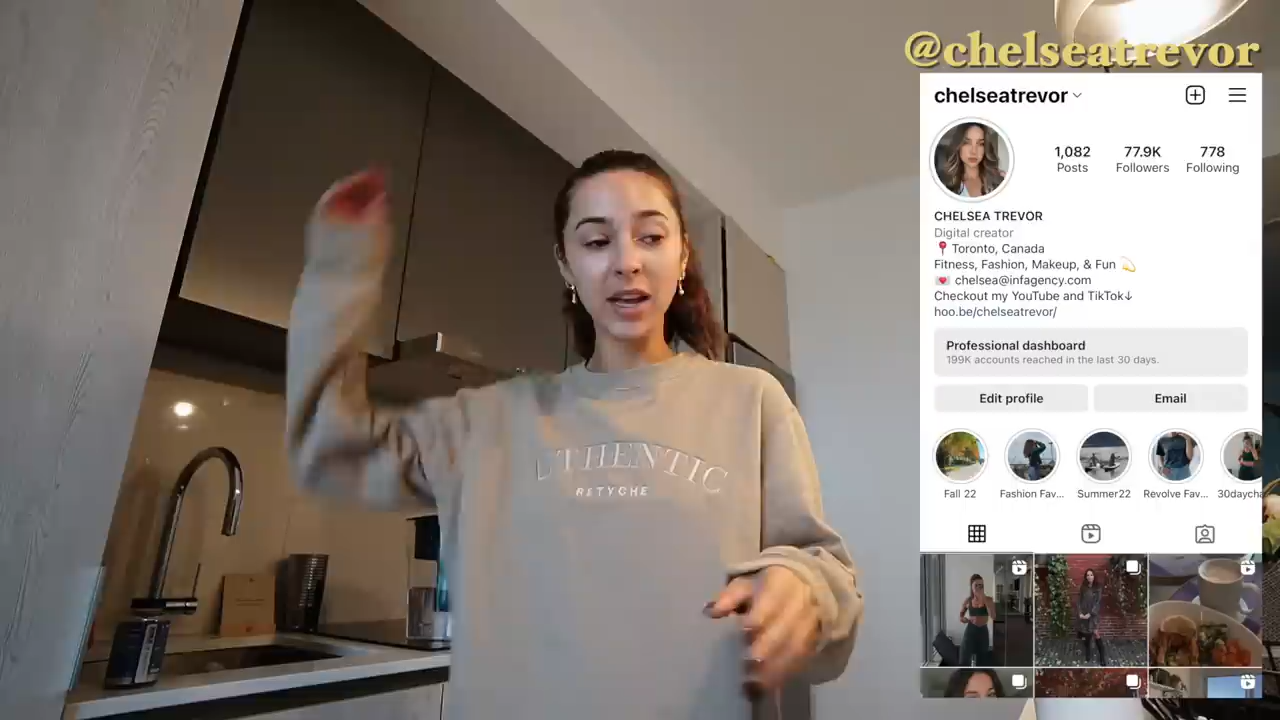 @chelseatrevor
chelseatrevor
1,082
77.9K
778
Posts
Followers
Following
CHELSEA TREVOR
Digital creator
Toronto, Canada
Fitness, Fashion, Makeup, & Fun
chelsea@infagency.com
Checkout my YouTube and TikTok↓
hoo.be/chelseatrevor/
Professional dashboard
199K accounts reached in the last 30 days.
Edit profile
Email
Fall 22
Fashion Fav...
Summer22
Revolve Fav...
30daycha
AUTHENTIC
RETYCHE